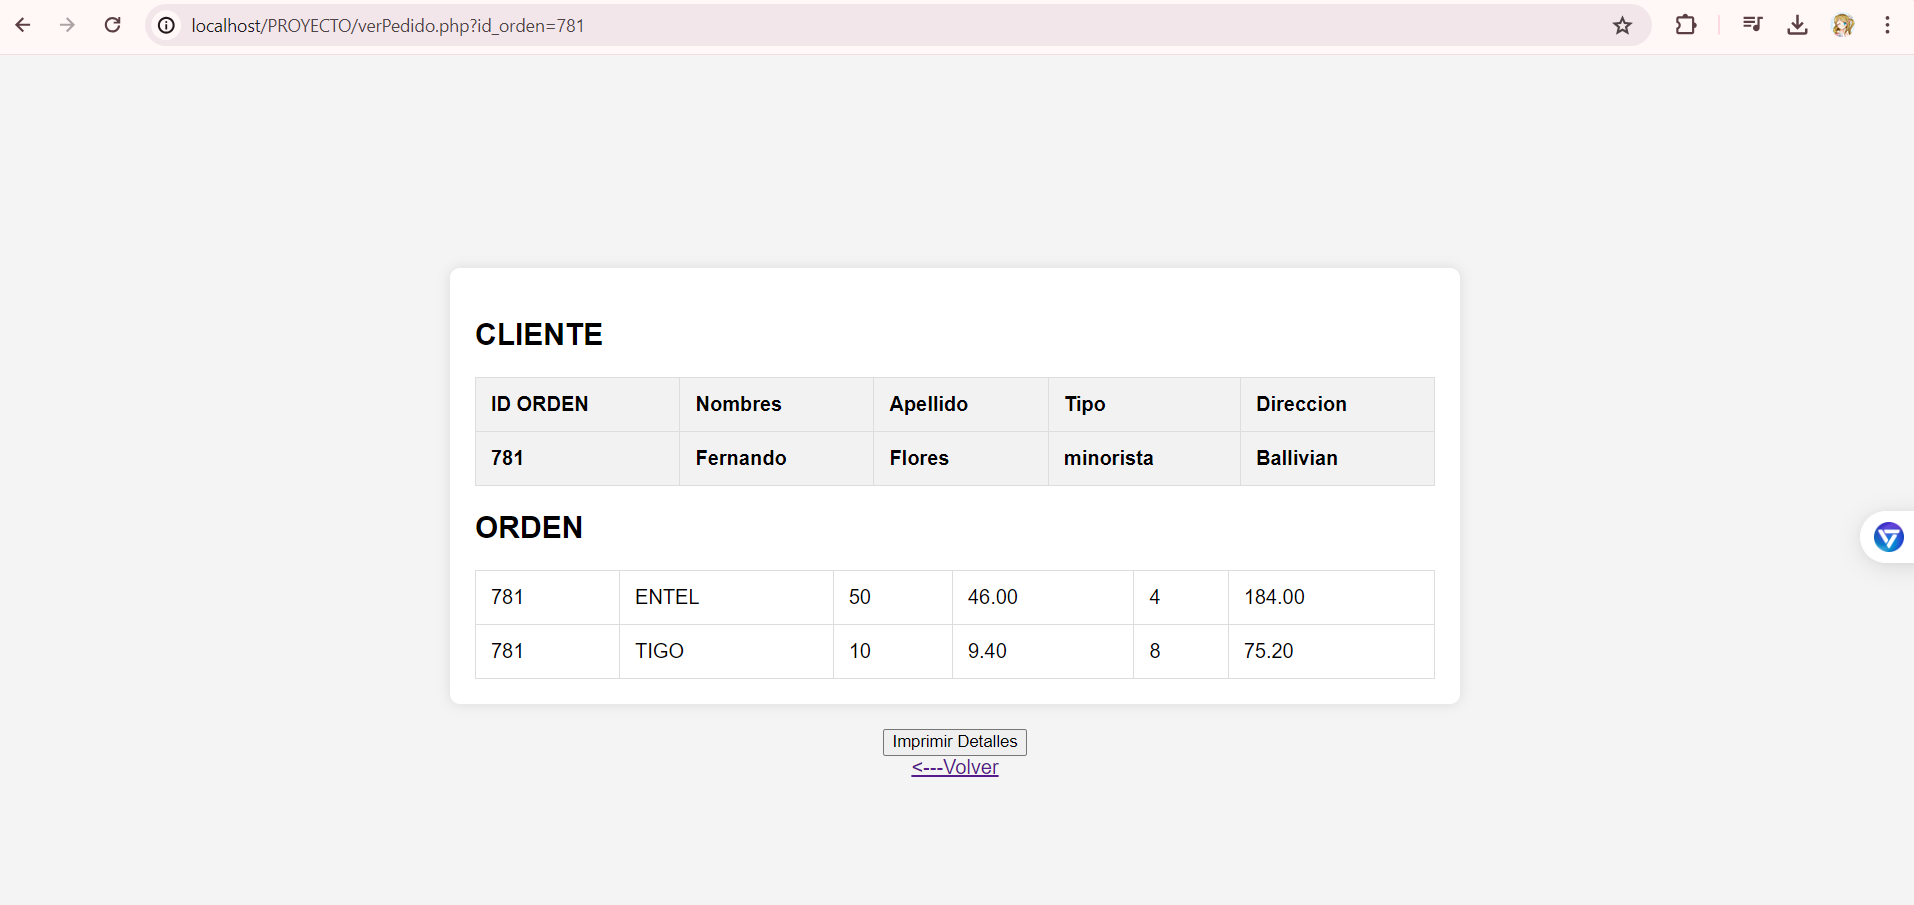 localhost/PROYECTO/verPedido.php?id_orden=781
CLIENTE
ID ORDEN Nombres Apellido Tipo Direccion
781 Fernando Flores minorista Ballivian
ORDEN
781 ENTEL 50 46.00 4 184.00
781 TIGO 10 9.40 8 75.20
Imprimir Detalles
<---Volver